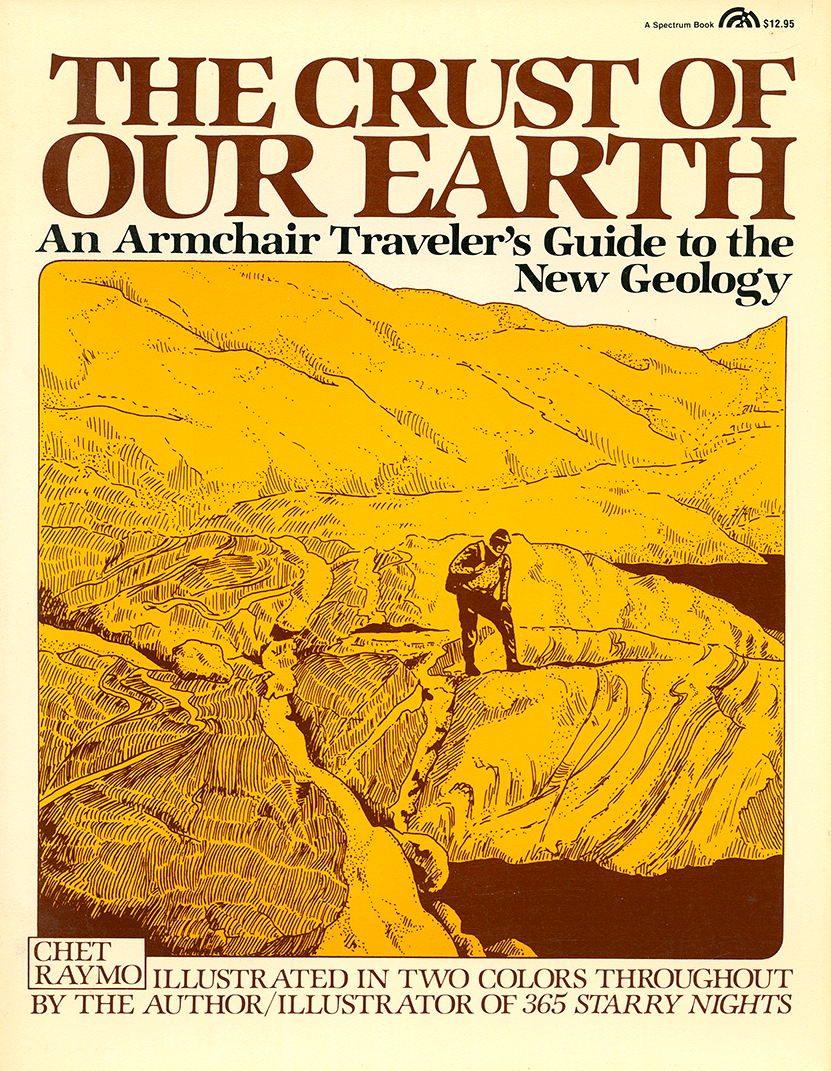 A Spectrum Book $12.95
THE CRUST OF
OUR EARTH
An Armchair Traveler's Guide to the
New Geology
CHET
RAYMO
ILLUSTRATED IN TWO COLORS THROUGHOUT
BY THE AUTHOR/ILLUSTRATOR OF 365 STARRY NIGHTS